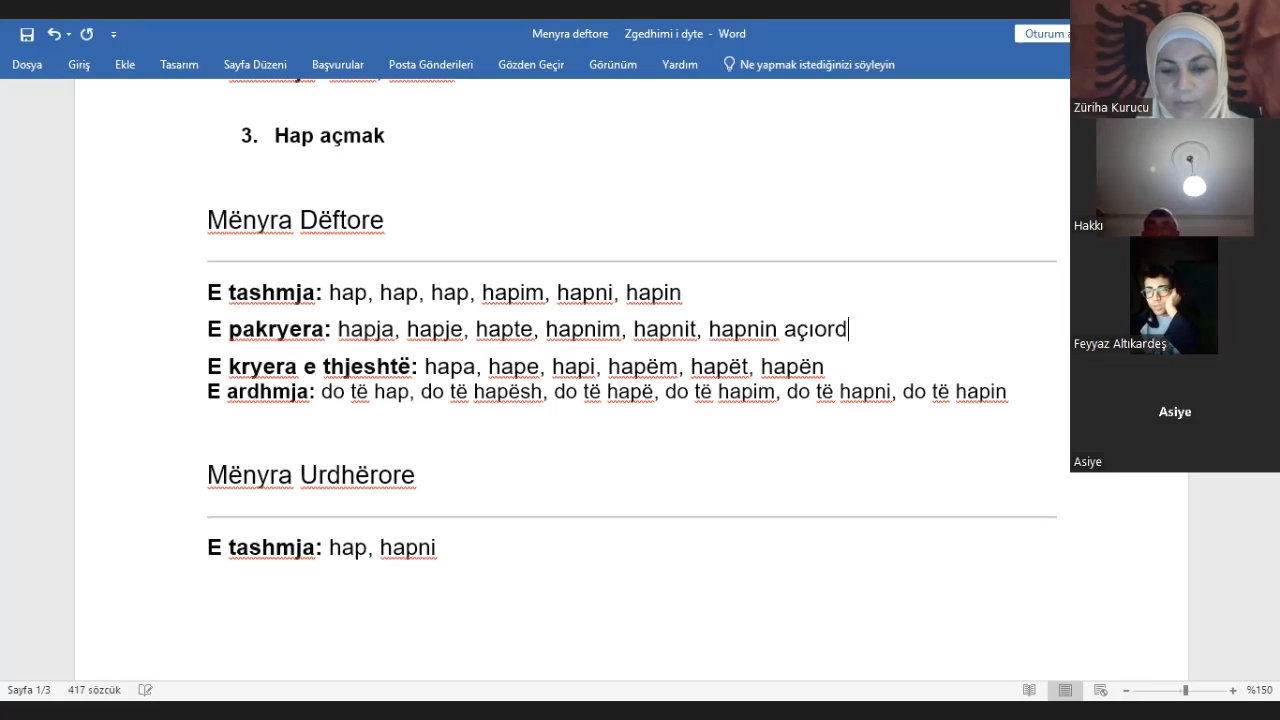 Menyra deftore Zgedhimi i dyte - Word
Oturum a
Dosya Giriş Ekle Tasarım Sayfa Düzeni Başvurular Posta Gönderileri Gözden Geçir Görünüm Yardım Ne yapmak istediğinizi söyleyin
3. Hap açmak
Mënyra Dëftore
E tashmja: hap, hap, hap, hapim, hapni, hapin
E pakryera: hapja, hapje, hapte, hapnim, hapnit, hapnin açıord
E kryera e thjeshtë: hapa, hape, hapi, hapëm, hapët, hapën
E ardhmja: do të hap, do të hapësh, do të hapë, do të hapim, do të hapni, do të hapin
Mënyra Urdhërore
E tashmja: hap, hapni
Sayfa 1/3 417 sözcük %150
Züriha Kurucu
Hakkı
Feyyaz Altıkardeş
Asiye
Asiye